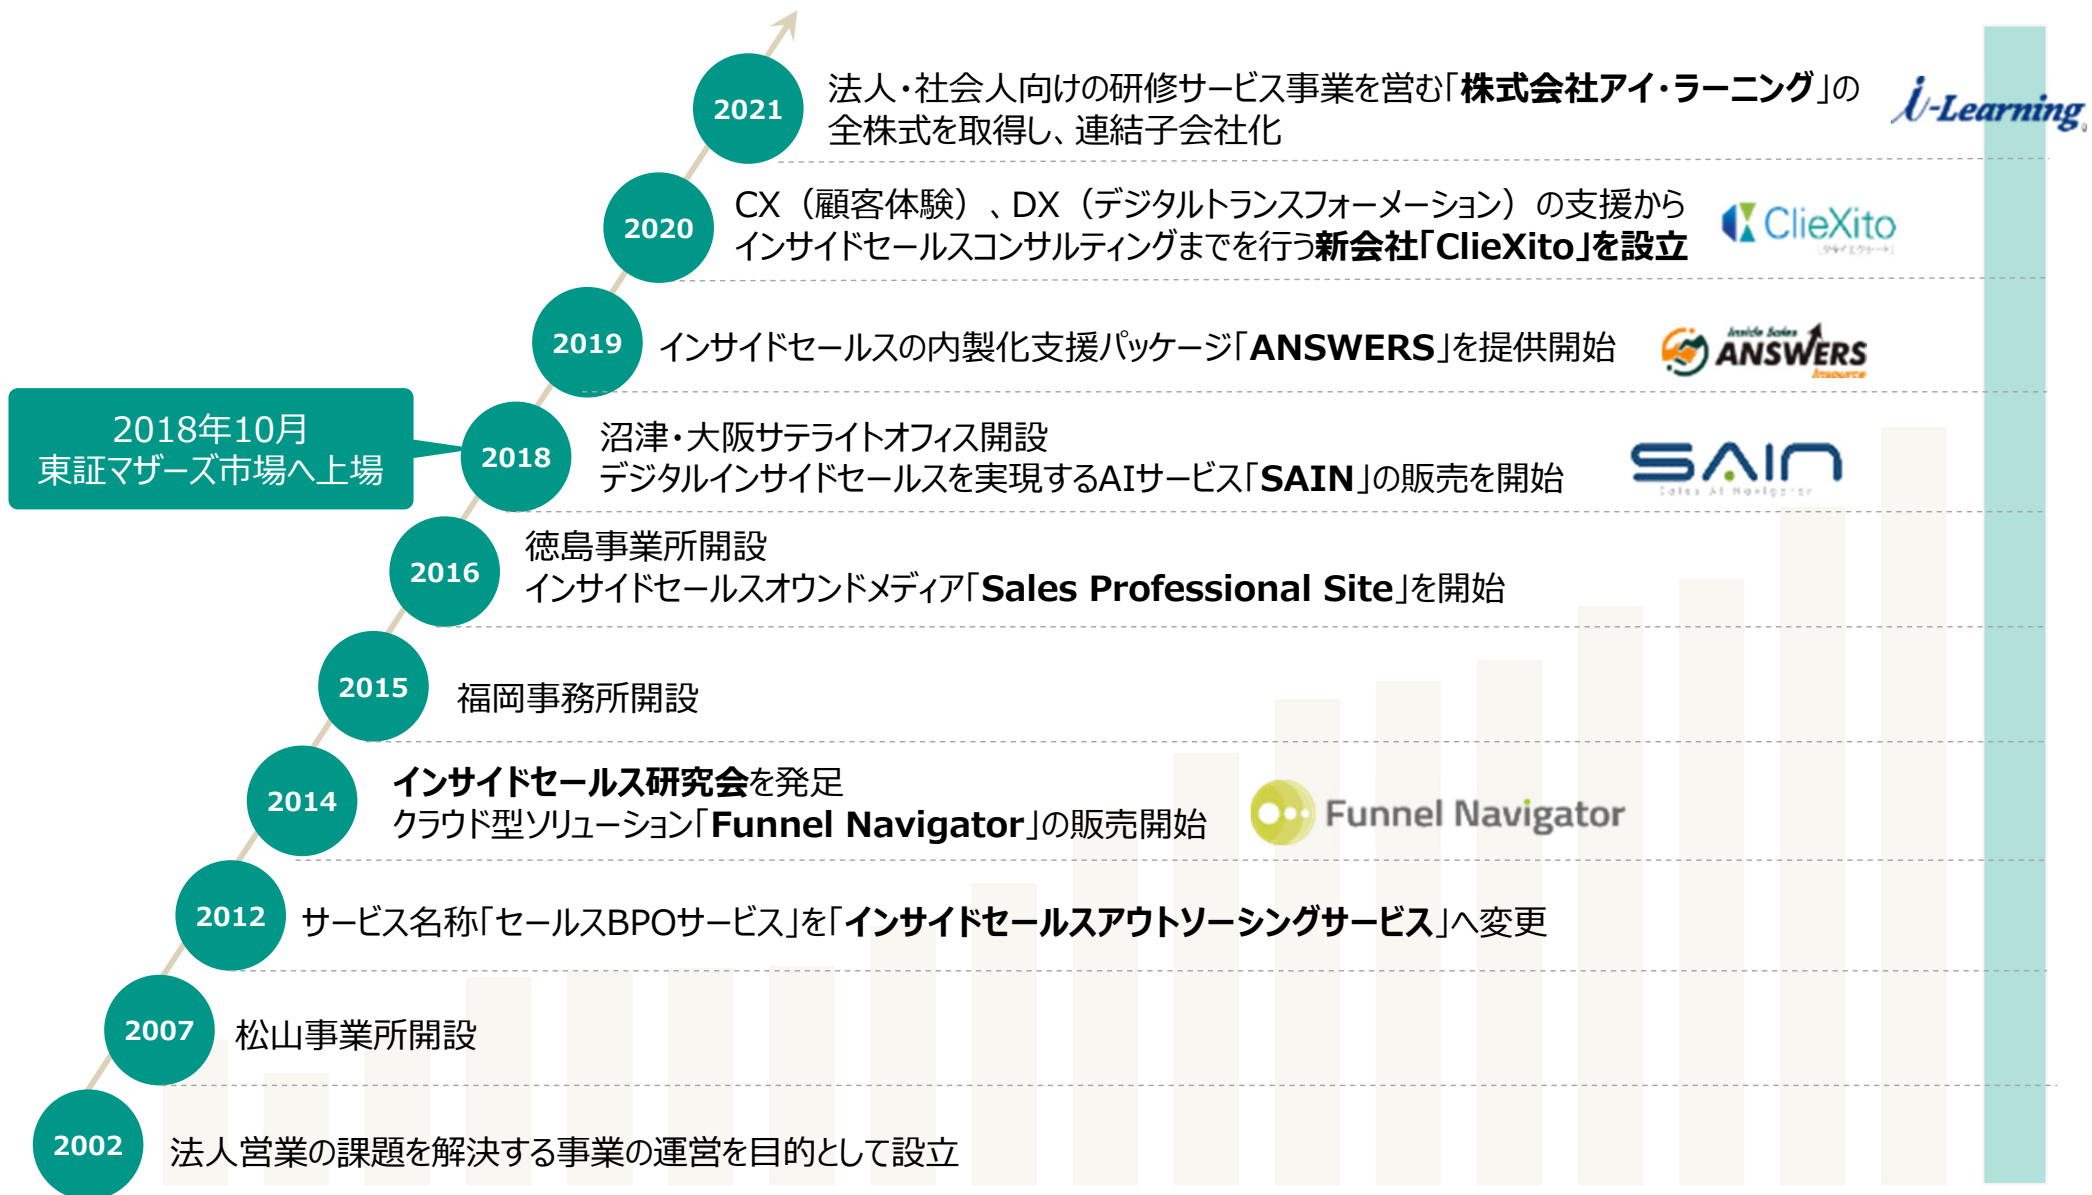 2021
法人・社会人向けの研修サービス事業を営む「株式会社アイ・ラーニング」の
全株式を取得し、連結子会社化
i-Learning
2020
CX（顧客体験）、DX（デジタルトランスフォーメーション）の支援から
インサイドセールスコンサルティングまでを行う新会社「ClieXito」を設立
ClieXito
2019
インサイドセールスの内製化支援パッケージ「ANSWERS」を提供開始
Inside Sales
ANSWERS
Insource
2018年10月
東証マザーズ市場へ上場
2018
沼津・大阪サテライトオフィス開設
デジタルインサイドセールスを実現するAIサービス「SAIN」の販売を開始
SAIN
Sales AI Navigator
2016
徳島事業所開設
インサイドセールスオウンドメディア「Sales Professional Site」を開始
2015
福岡事務所開設
2014
インサイドセールス研究会を発足
クラウド型ソリューション「Funnel Navigator」の販売開始
Funnel Navigator
2012
サービス名称「セールスBPOサービス」を「インサイドセールスアウトソーシングサービス」へ変更
2007
松山事業所開設
2002
法人営業の課題を解決する事業の運営を目的として設立